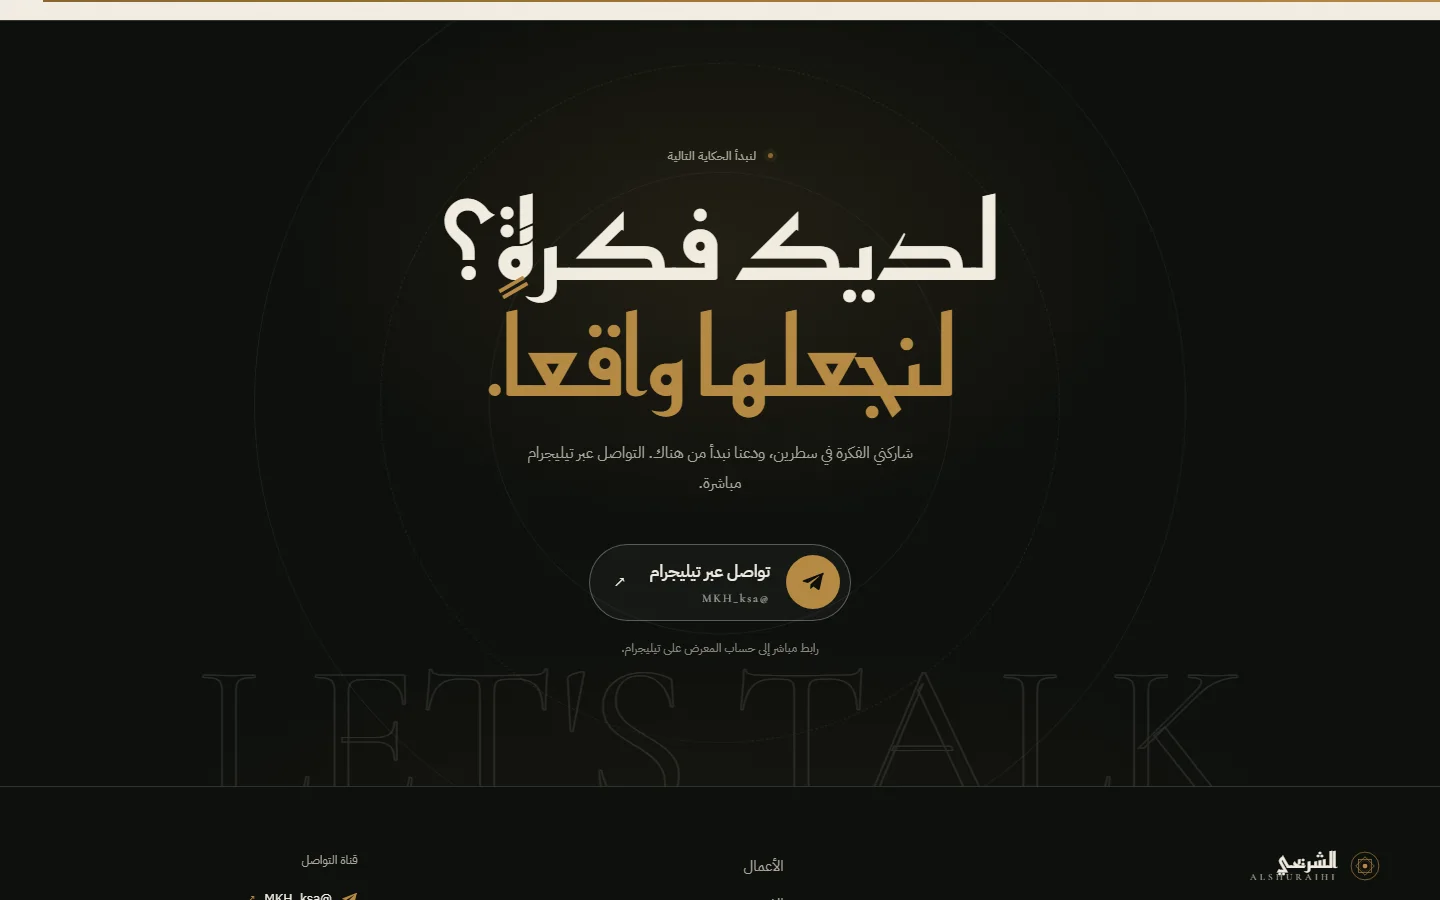 لنبدأ الحكاية التالية
لديك فكرةٍ؟
لنجعلها واقعا.
شاركني الفكرة في سطرين، ودعنا نبدأ من هناك. التواصل عبر تيليجرام
مباشرة.
تواصل عبر تيليجرام ↗
@MKH_ksa
رابط مباشر إلى حساب المعرض على تيليجرام.
LET'S TALK
ALSHURAIHI
الأعمال
قناة التواصل
@MKH_ksa